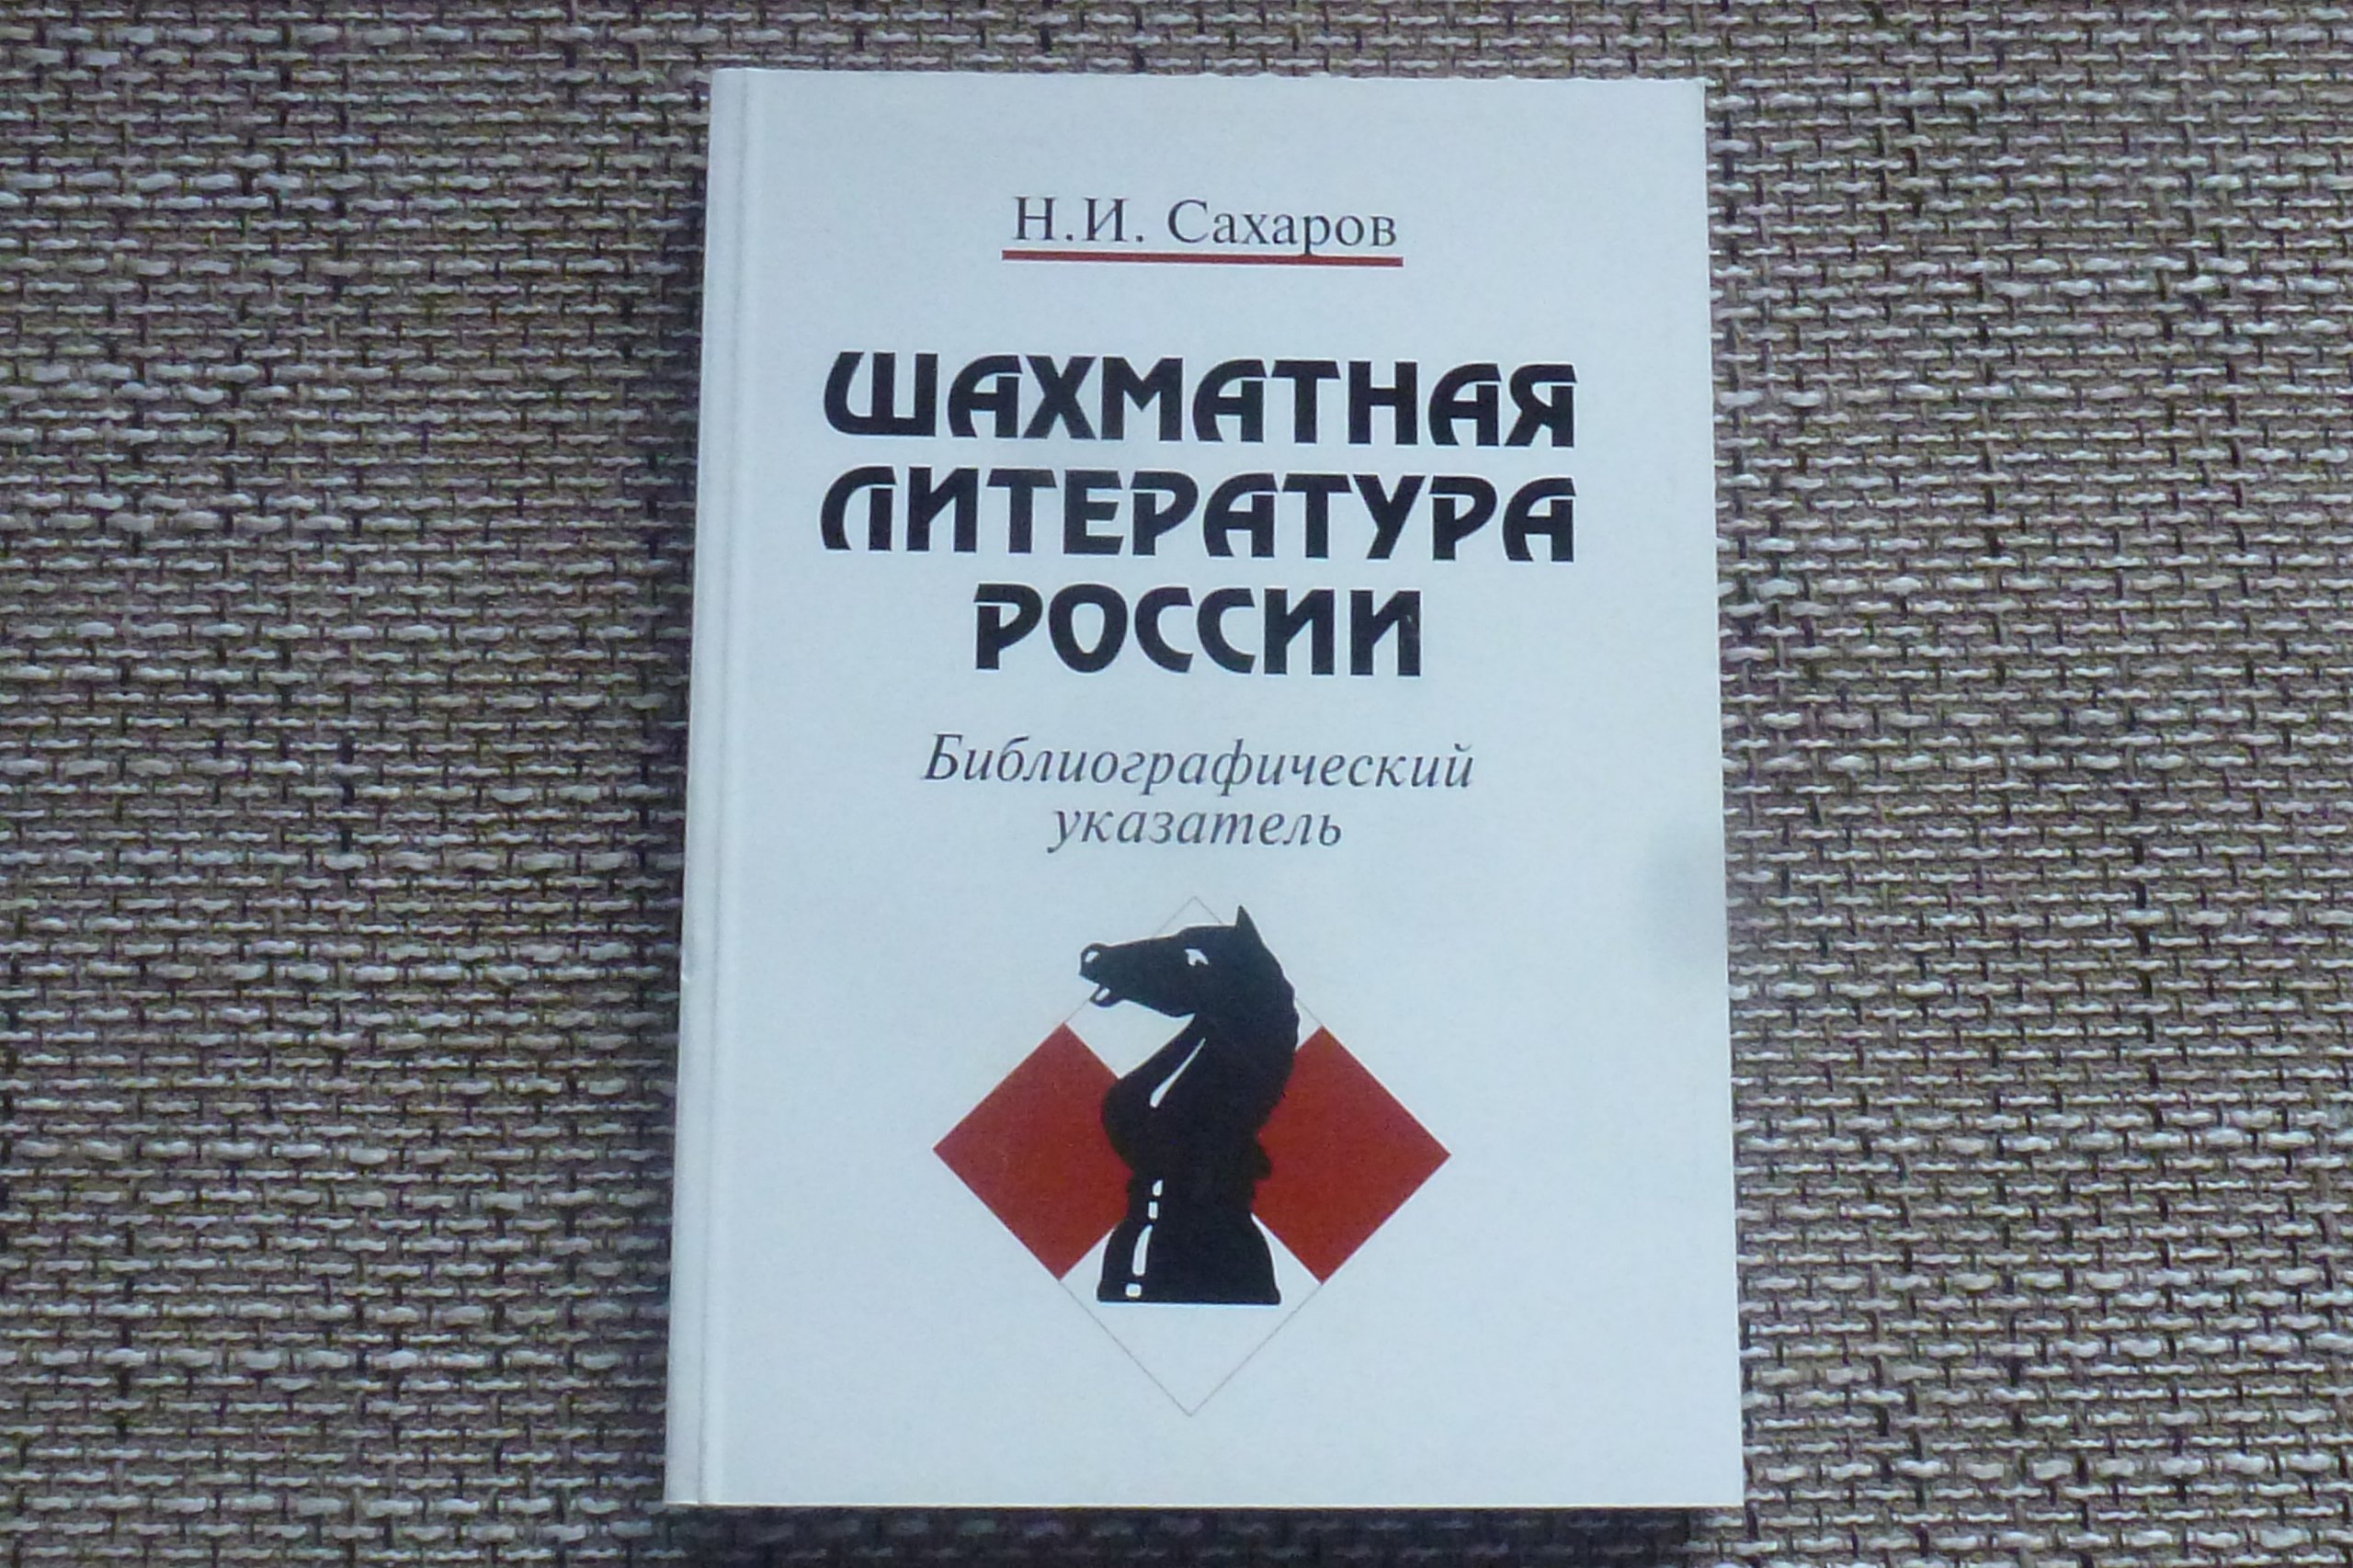 Н.И. Сахаров
ШАХМАТНАЯ
ЛИТЕРАТУРА
РОССИИ
Библиографический
указатель